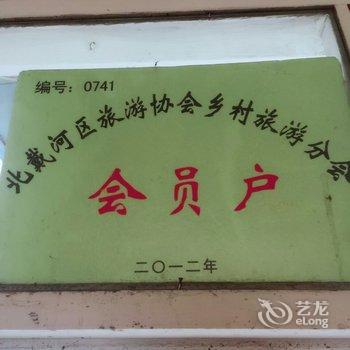 编号：0741
北戴河区旅游协会乡村旅游分会
会员户
二〇一二年
艺龙
eLong